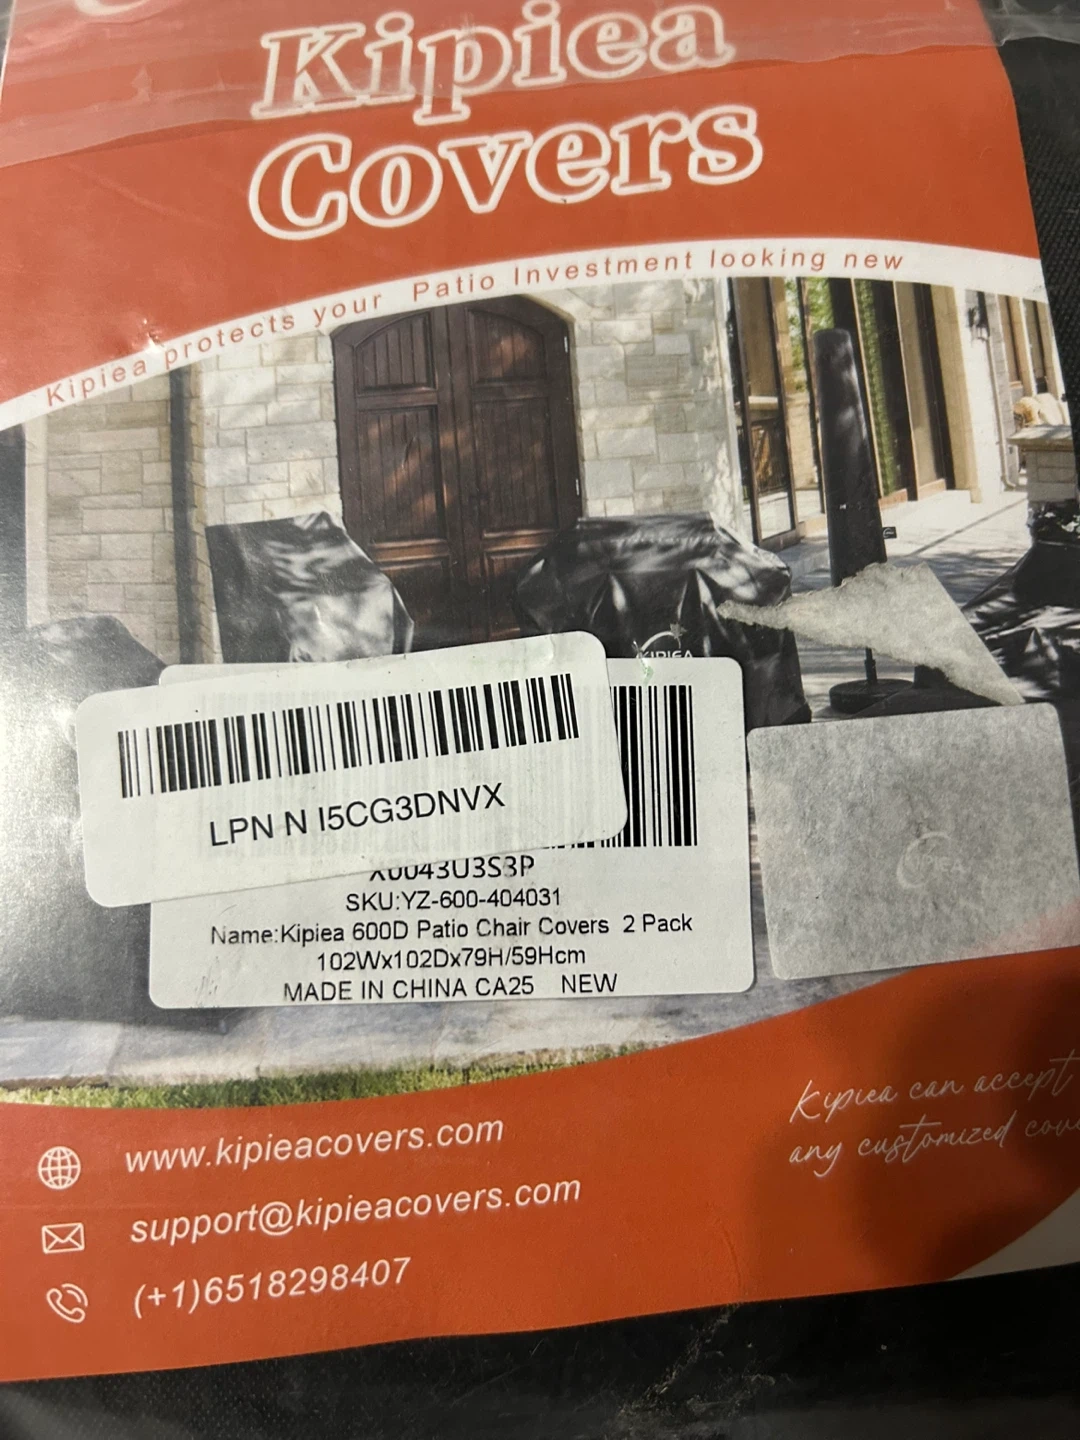 Kipiea
Covers
Kipiea protects your Patio Investment looking new
KIPIEA
LPN N I5CG3DNVX
X0043U3S3P
SKU:YZ-600-404031
Name:Kipiea 600D Patio Chair Covers 2 Pack
102Wx102Dx79H/59Hcm
MADE IN CHINA CA25 NEW
Kipiea can accept
any customized
www.kipieacovers.com
support@kipieacovers.com
(+1)6518298407